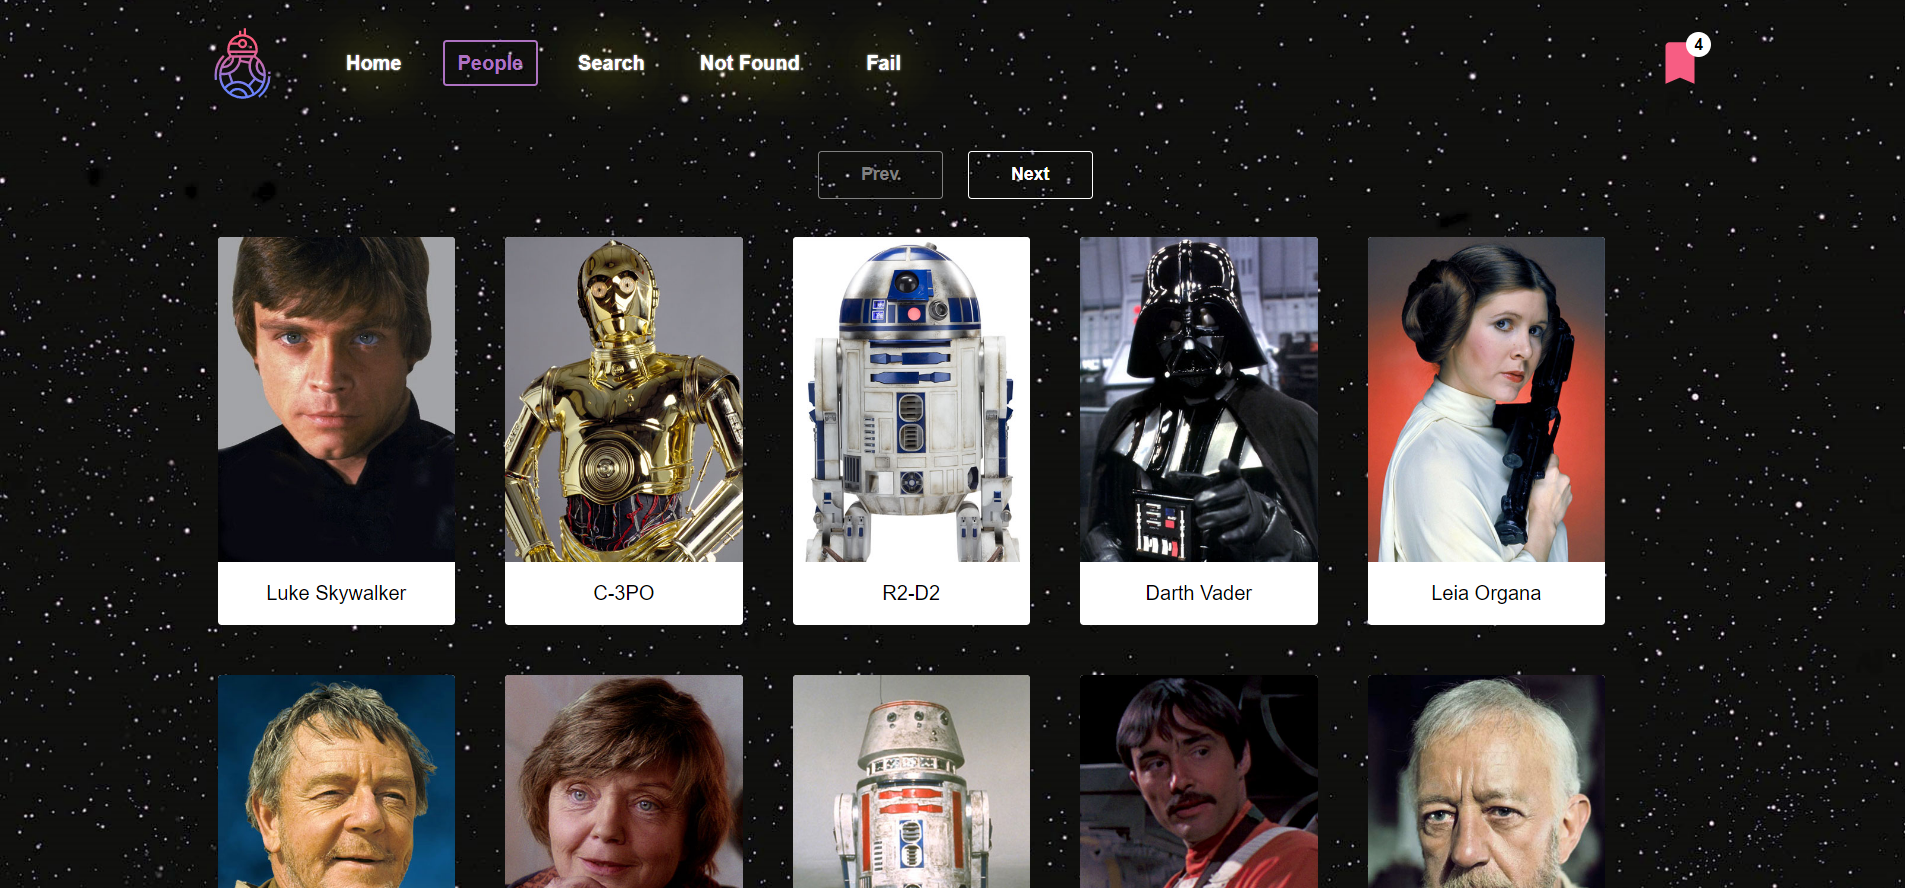 Home
People
Search
Not Found
Fail
4
Prev
Next
Luke Skywalker
C-3PO
R2-D2
Darth Vader
Leia Organa